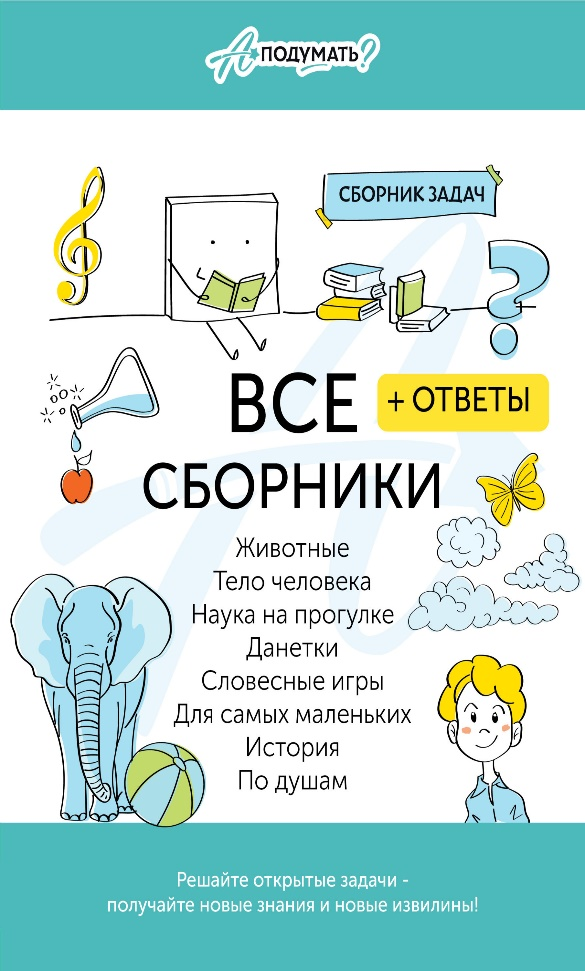 А ПОДУМАТЬ?
СБОРНИК ЗАДАЧ
ВСЕ
+ ОТВЕТЫ
СБОРНИКИ
Животные
Тело человека
Наука на прогулке
Данетки
Словесные игры
Для самых маленьких
История
По душам
Решайте открытые задачи -
получайте новые знания и новые извилины!